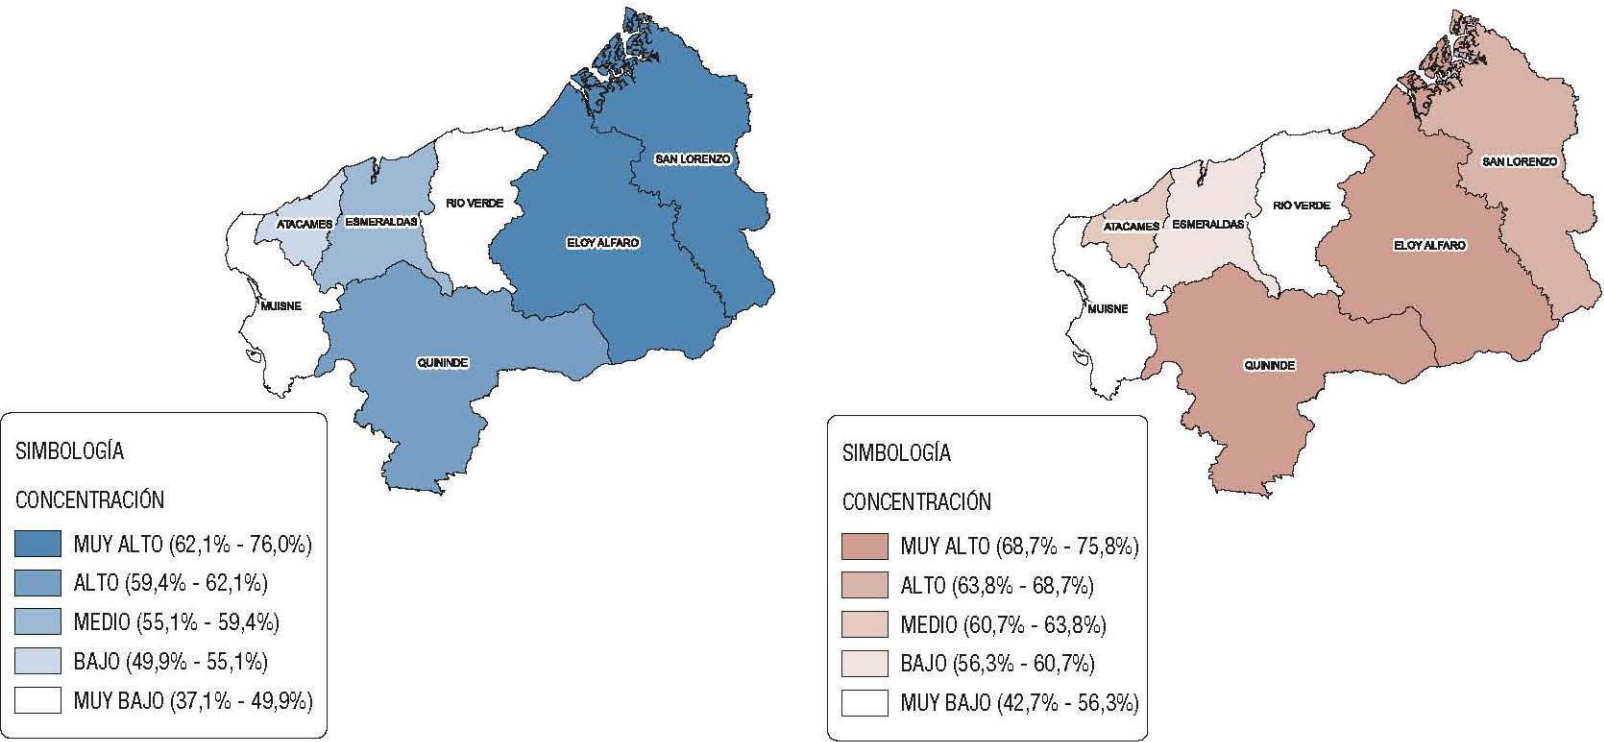 SAN LORENZO
RIO VERDE
ATACAMES
ESMERALDAS
ELOY ALFARO
MUISNE
QUININDE
SIMBOLOGÍA
CONCENTRACIÓN
MUY ALTO (62,1% - 76,0%)
ALTO (59,4% - 62,1%)
MEDIO (55,1% - 59,4%)
BAJO (49,9% - 55,1%)
MUY BAJO (37,1% - 49,9%)
SAN LORENZO
RIO VERDE
ATACAMES
ESMERALDAS
ELOY ALFARO
MUISNE
QUININDE
SIMBOLOGÍA
CONCENTRACIÓN
MUY ALTO (68,7% - 75,8%)
ALTO (63,8% - 68,7%)
MEDIO (60,7% - 63,8%)
BAJO (56,3% - 60,7%)
MUY BAJO (42,7% - 56,3%)